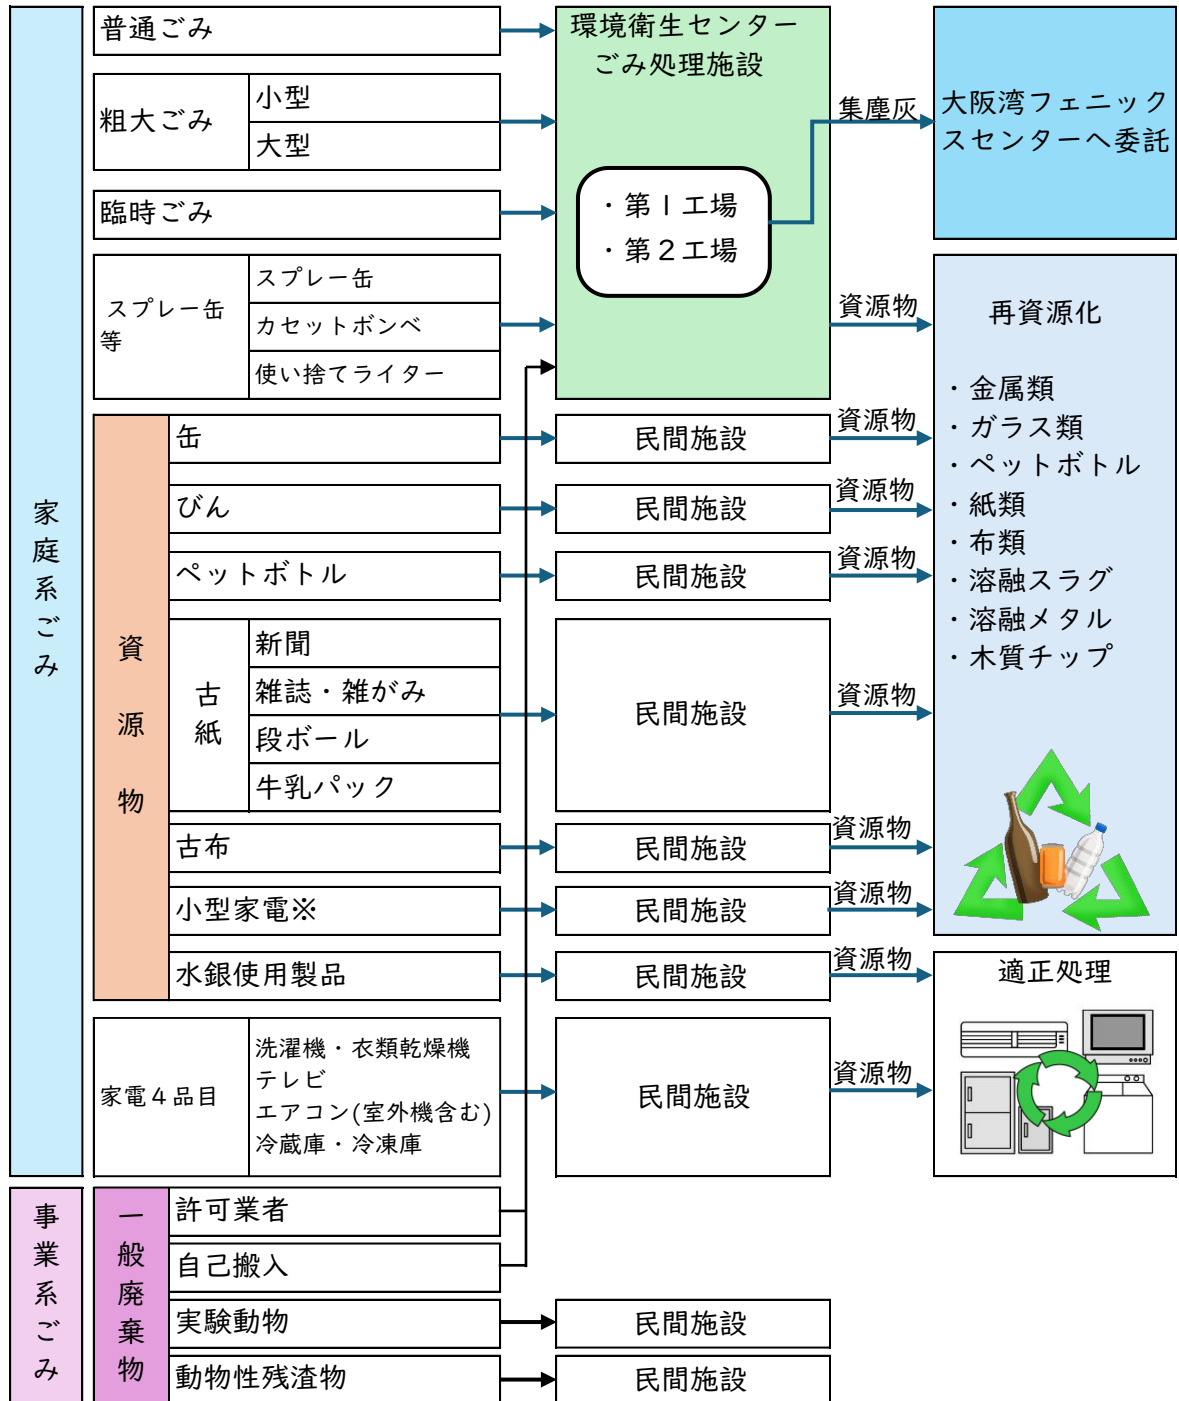 家庭系ごみ
普通ごみ
粗大ごみ
小型
大型
臨時ごみ
スプレー缶
等
スプレー缶
カセットボンベ
使い捨てライター
資源物
缶
びん
ペットボトル
古紙
新聞
雑誌・雑がみ
段ボール
牛乳パック
古布
小型家電※
水銀使用製品
家電4品目
洗濯機・衣類乾燥機
テレビ
エアコン(室外機含む)
冷蔵庫・冷凍庫
事業系ごみ
一般廃棄物
許可業者
自己搬入
実験動物
動物性残渣物
環境衛生センター
ごみ処理施設
・第1工場
・第2工場
民間施設
民間施設
民間施設
民間施設
民間施設
民間施設
民間施設
民間施設
民間施設
民間施設
集塵灰
資源物
資源物
資源物
資源物
資源物
資源物
資源物
資源物
資源物
大阪湾フェニック
スセンターへ委託
再資源化
・金属類
・ガラス類
・ペットボトル
・紙類
・布類
・溶融スラグ
・溶融メタル
・木質チップ
適正処理